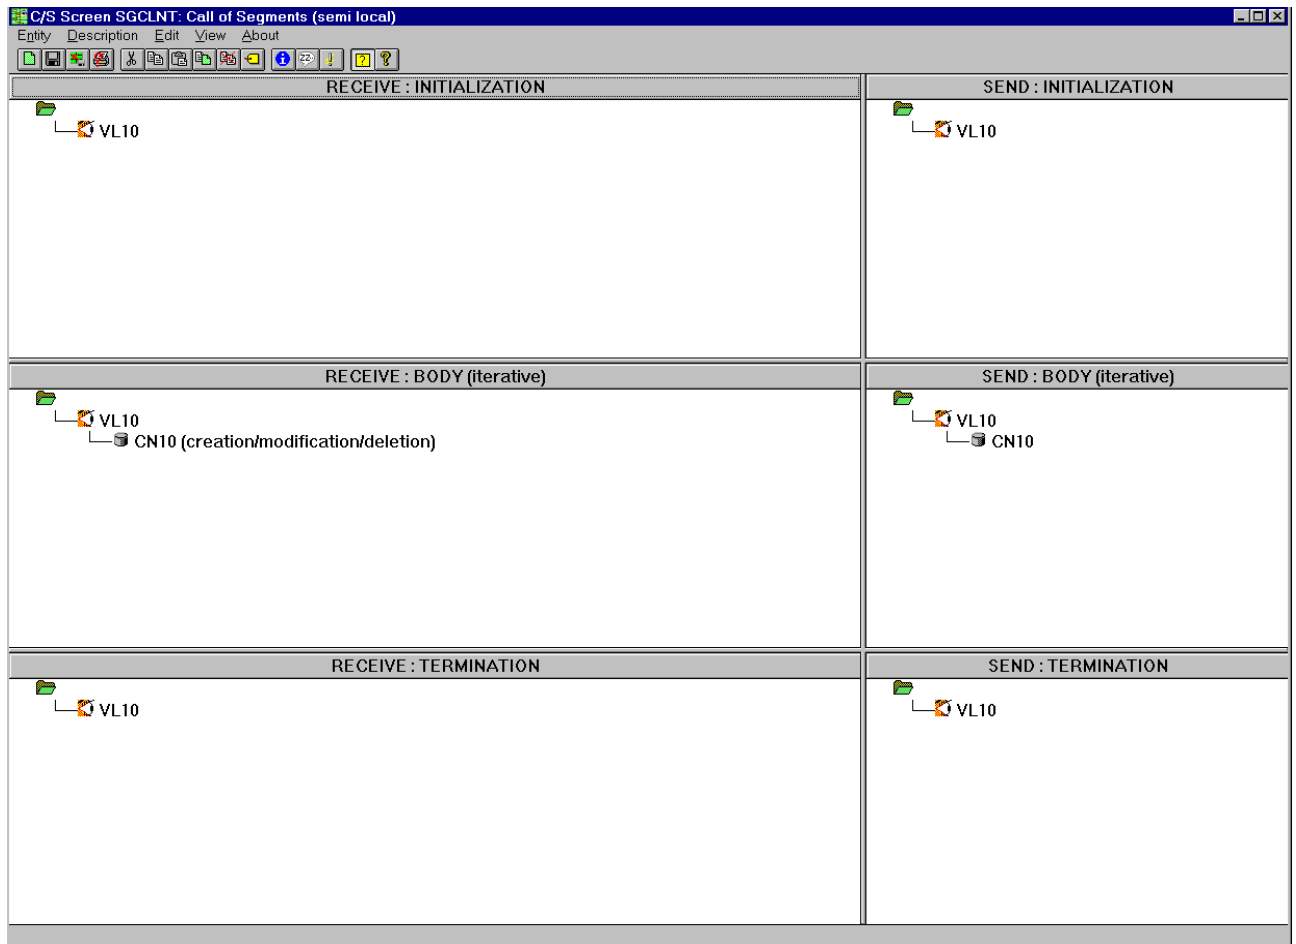 C/S Screen SGCLNT: Call of Segments (semi local)
Entity Description Edit View About
RECEIVE : INITIALIZATION
SEND : INITIALIZATION
VL10
VL10
RECEIVE : BODY (iterative)
SEND : BODY (iterative)
VL10
VL10
CN10 (creation/modification/deletion)
CN10
RECEIVE : TERMINATION
SEND : TERMINATION
VL10
VL10